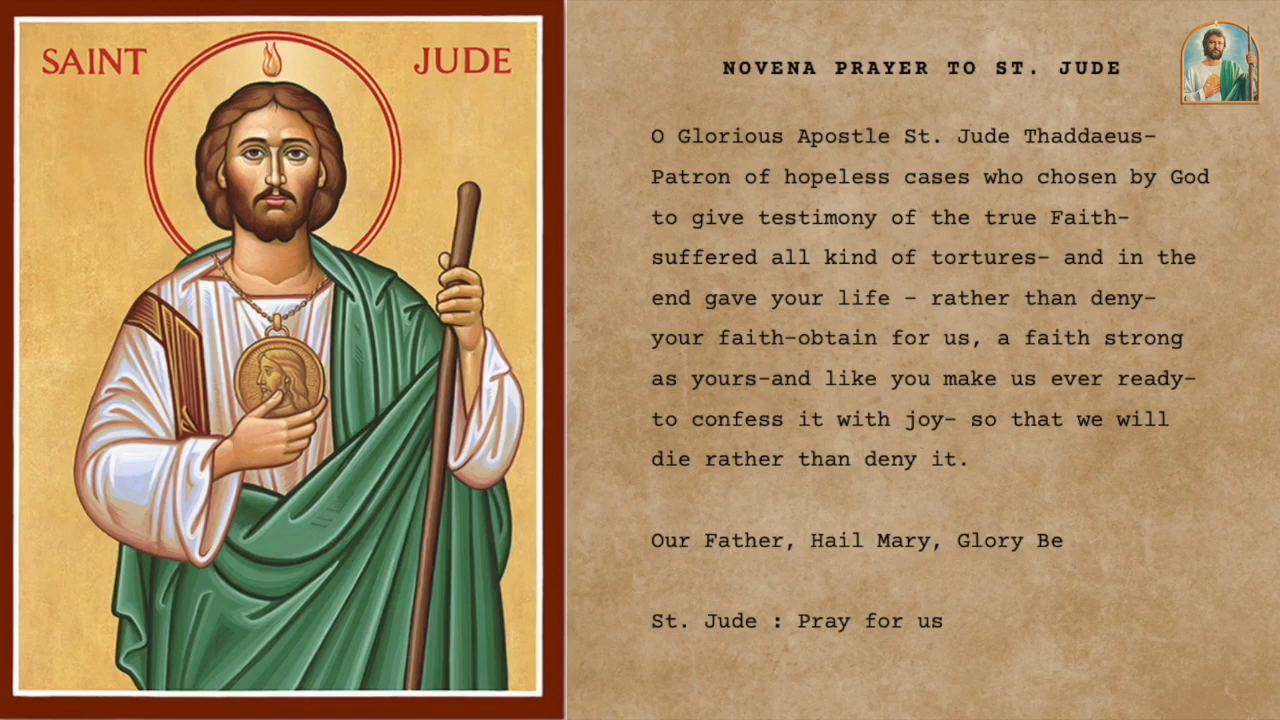 SAINT JUDE
NOVENA PRAYER TO ST. JUDE
O Glorious Apostle St. Jude Thaddaeus-
Patron of hopeless cases who chosen by God
to give testimony of the true Faith-
suffered all kind of tortures- and in the
end gave your life - rather than deny-
your faith-obtain for us, a faith strong
as yours-and like you make us ever ready-
to confess it with joy- so that we will
die rather than deny it.
Our Father, Hail Mary, Glory Be
St. Jude : Pray for us